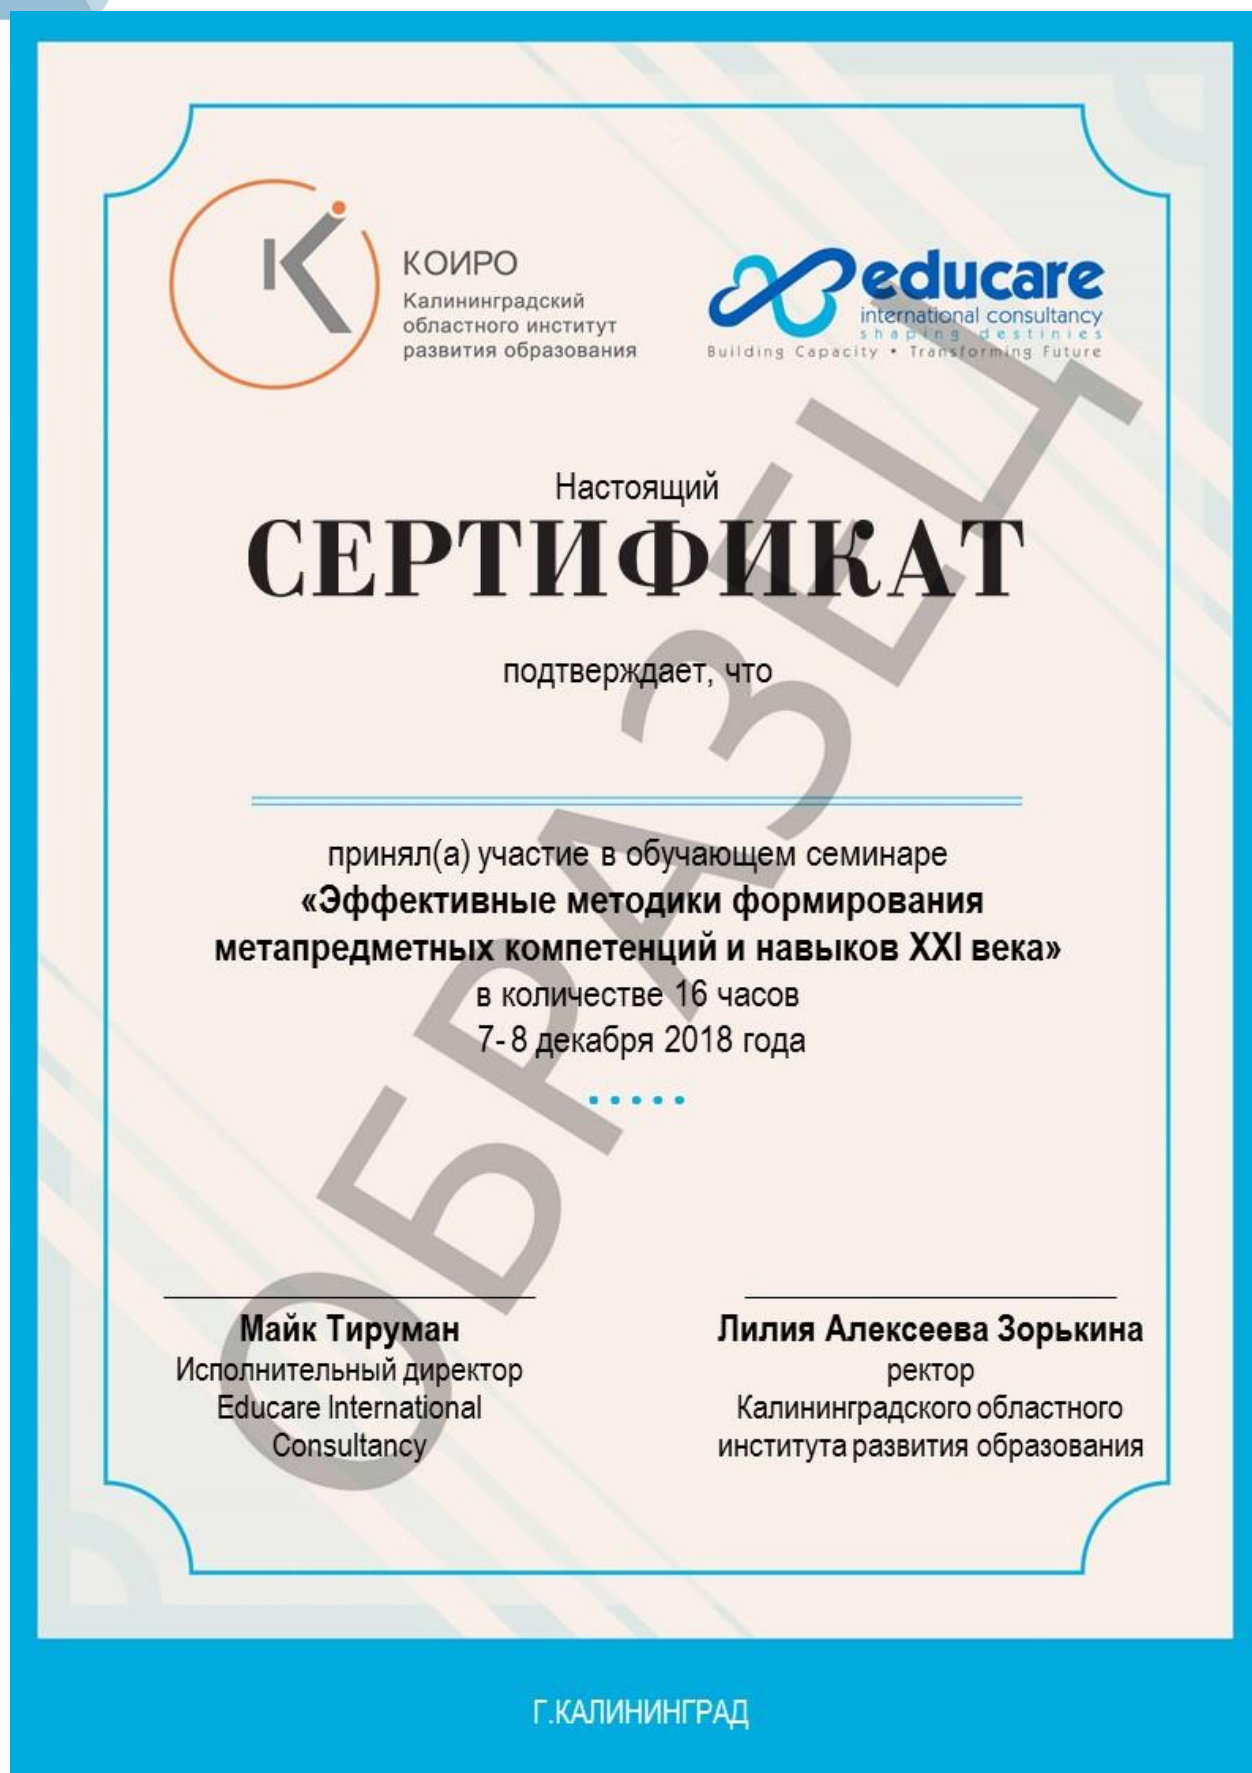 КОИРО
Калининградский
областного институт
развития образования
educare
international consultancy
shaping destinies
Building Capacity • Transforming Future
Настоящий
СЕРТИФИКАТ
подтверждает, что
принял(а) участие в обучающем семинаре
«Эффективные методики формирования
метапредметных компетенций и навыков XXI века»
в количестве 16 часов
7- 8 декабря 2018 года
ОБРАЗЕЦ
Майк Тируман
Исполнительный директор
Educare International
Consultancy
Лилия Алексеева Зорькина
ректор
Калининградского областного
института развития образования
Г.КАЛИНИНГРАД